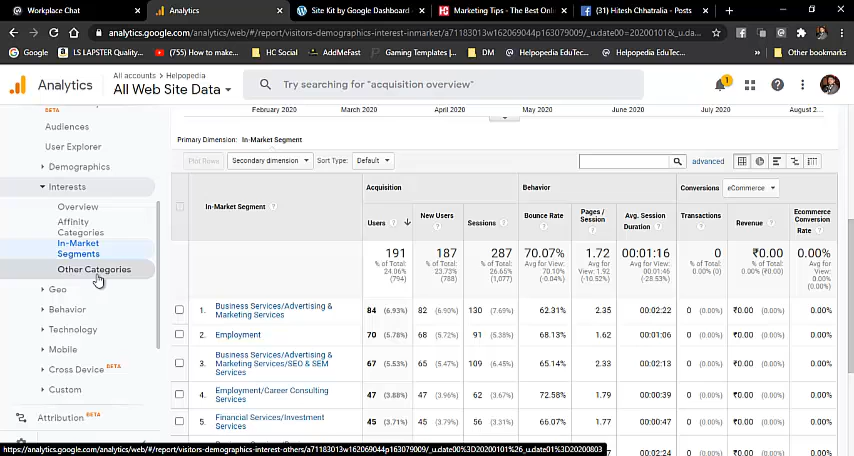 Workplace Chat
Analytics
Site Kit by Google Dashboard
Marketing Tips - The Best Onli
(31) Hitesh Chhatralia - Posts
analytics.google.com/analytics/web/#/report/visitors-demographics-interest-inmarket/a71183013w162069044p163079009/_u.date00=20200101&_u.dat
Google
LS LAPSTER LEVEL
(755) How to make...
HC Social
AddMeFast
Gaming Templates |...
DM
Helpopedia EduTec...
Helpopedia EduTec...
Other bookmarks
Analytics
All accounts > Helpopedia
All Web Site Data
Try searching for "acquisition overview"
1
BETA
Audiences
User Explorer
Demographics
Interests
Overview
Affinity
Categories
In-Market
Segments
Other Categories
Geo
Behavior
Technology
Mobile
Cross Device BETA
Custom
Attribution BETA
February 2020 March 2020 April 2020 May 2020 June 2020 July 2020 August 2...
Primary Dimension: In-Market Segment
Plot Rows Secondary dimension Sort Type: Default advanced
In-Market Segment
Acquisition Behavior Conversions eCommerce
Users New Users Sessions Bounce Rate Pages / Session Avg. Session Duration Transactions Revenue Ecommerce Conversion Rate
191 187 287 70.07% 1.72 00:01:16 0 ₹0.00 0.00%
% of Total: 24.06% (794)
% of Total: 23.73% (788)
% of Total: 26.65% (1,077)
Avg for View: 70.10% (-0.04%)
Avg for View: 1.92 (-10.52%)
Avg for View: 00:01:46 (-28.53%)
% of Total: 0.00% (0)
% of Total: 0.00% (₹0.00)
Avg for View: 0.00% (0.00%)
1. Business Services/Advertising & Marketing Services 84 (6.93%) 82 (6.90%) 130 (7.69%) 62.31% 2.35 00:02:22 0 (0.00%) ₹0.00 (0.00%) 0.00%
2. Employment 70 (5.78%) 68 (5.72%) 91 (5.38%) 68.13% 1.62 00:01:06 0 (0.00%) ₹0.00 (0.00%) 0.00%
3. Business Services/Advertising & Marketing Services/SEO & SEM Services 67 (5.53%) 65 (5.47%) 109 (6.45%) 65.14% 2.33 00:02:13 0 (0.00%) ₹0.00 (0.00%) 0.00%
4. Employment/Career Consulting Services 47 (3.88%) 47 (3.96%) 62 (3.67%) 72.58% 1.79 00:00:39 0 (0.00%) ₹0.00 (0.00%) 0.00%
5. Financial Services/Investment Services 45 (3.71%) 45 (3.79%) 56 (3.31%) 66.07% 1.77 00:00:47 0 (0.00%) ₹0.00 (0.00%) 0.00%
https://analytics.google.com/analytics/web/#/report/visitors-demographics-interest-others/a71183013w162069044p163079009/_u.date00%3D20200101%26_u.date01%3D20200803